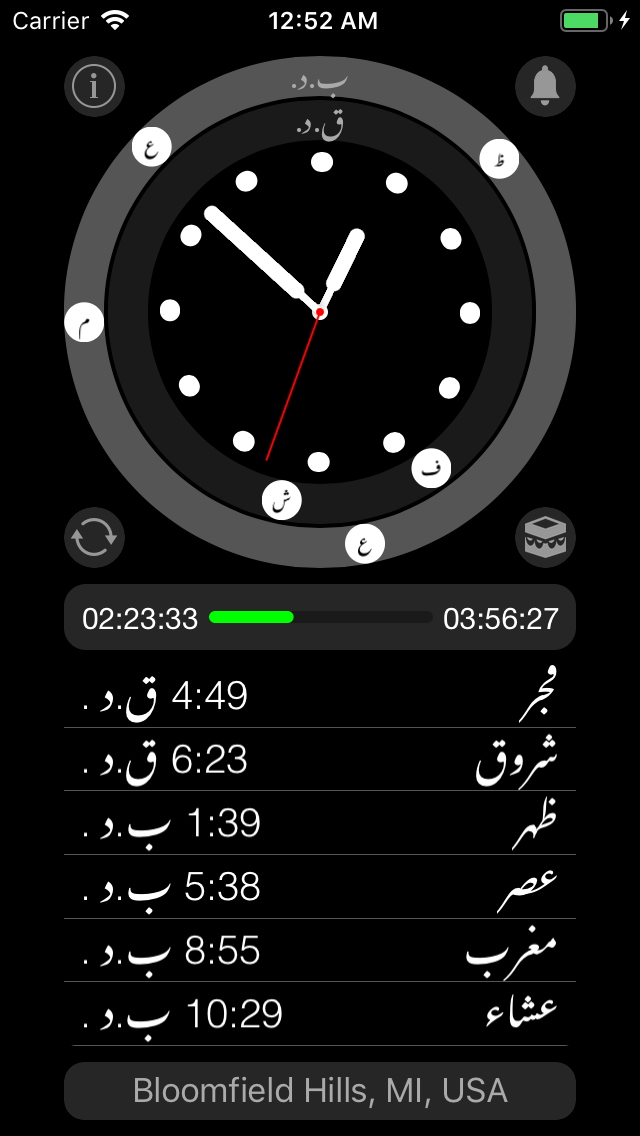 Carrier 12:52 AM
ب.د.
ق.د.
ع
ظ
م
ف
ش
ع
02:23:33 03:56:27
فجر 4:49 ق.د.
شروق 6:23 ق.د.
ظہر 1:39 ب.د.
عصر 5:38 ب.د.
مغرب 8:55 ب.د.
عشاء 10:29 ب.د.
Bloomfield Hills, MI, USA